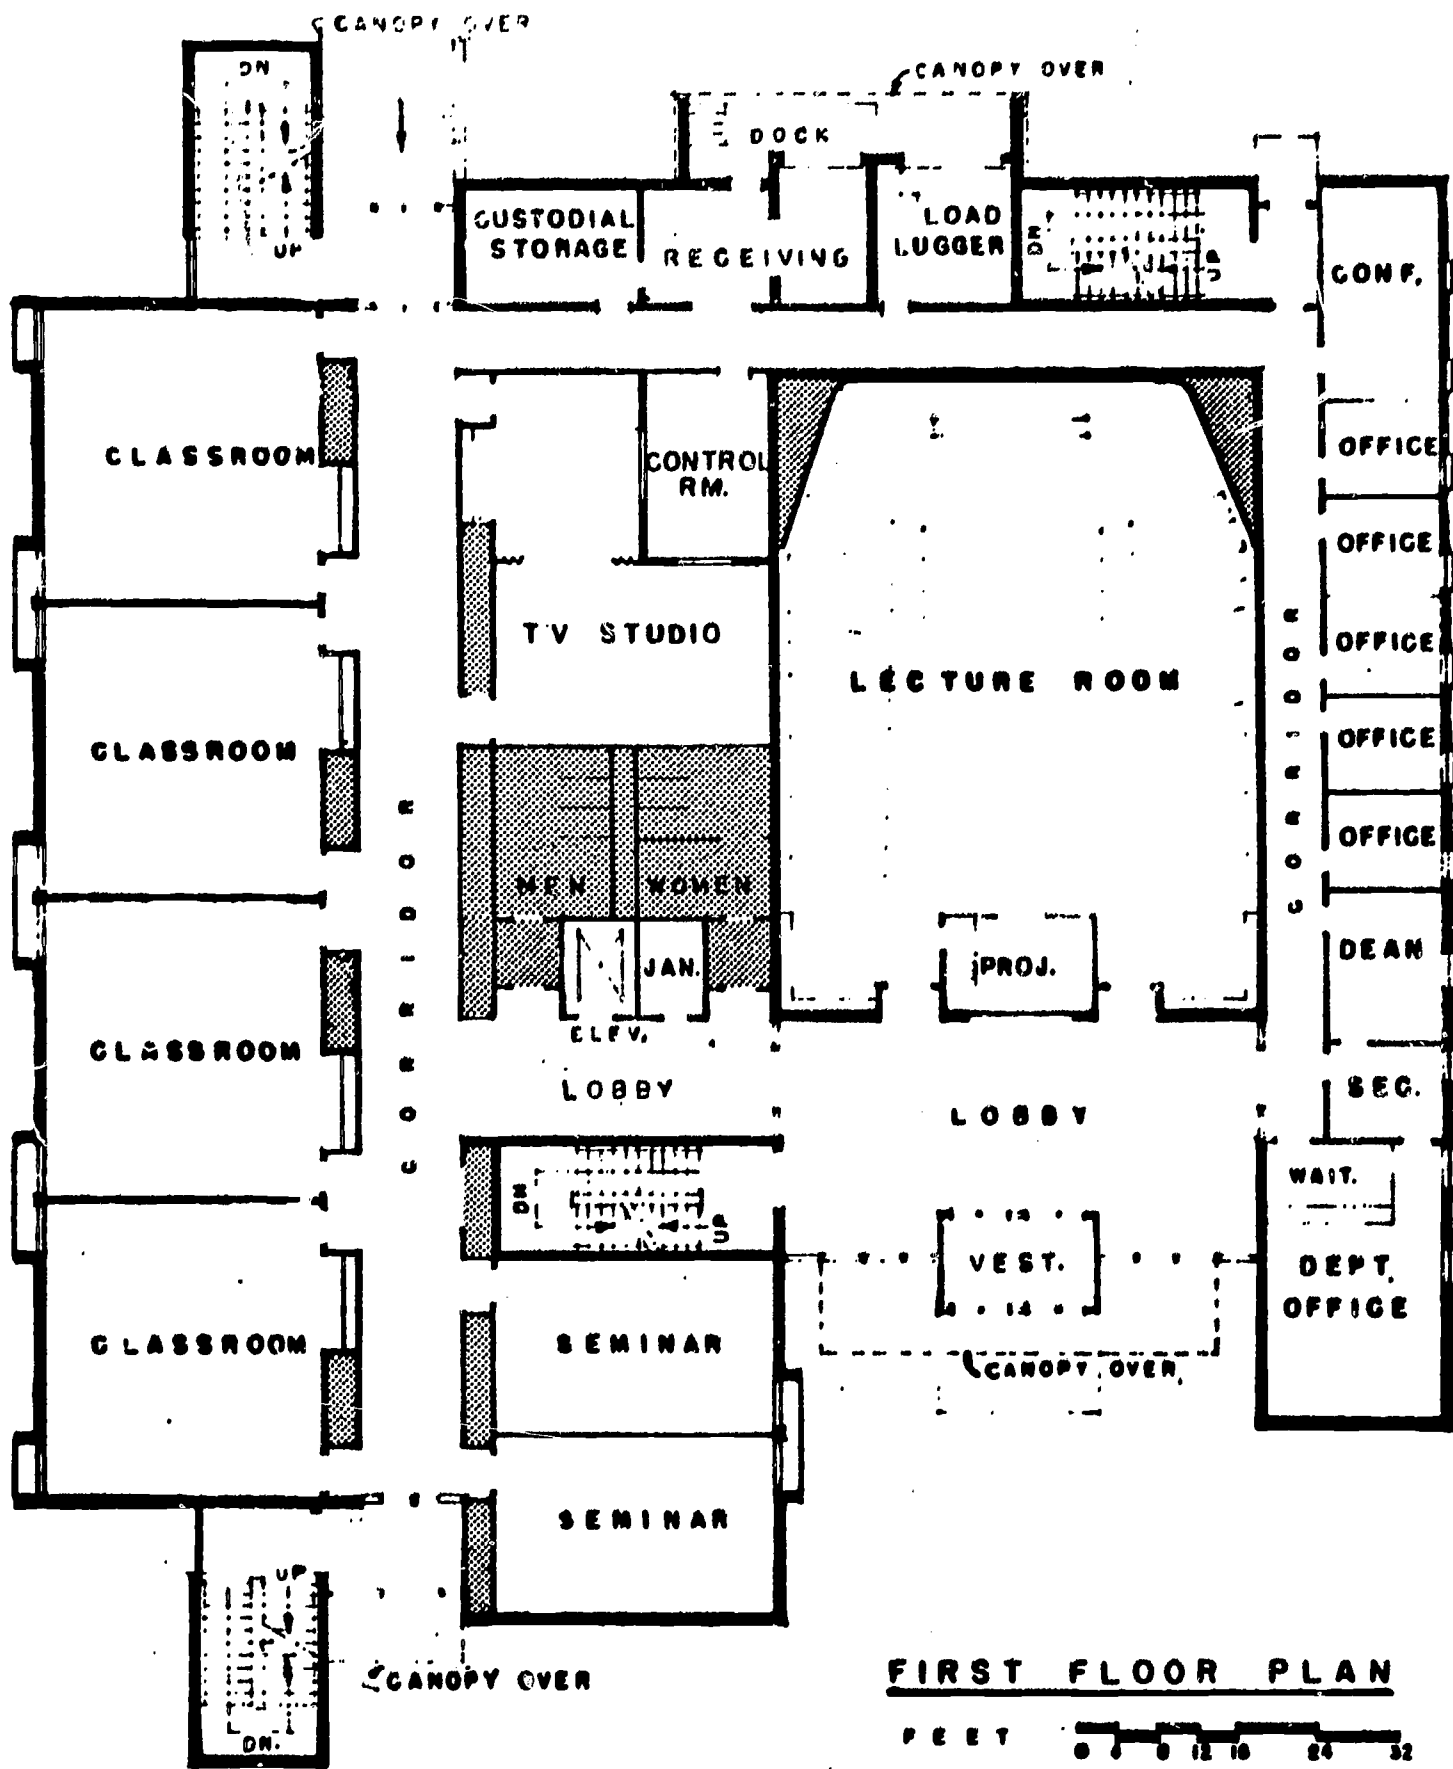 CANOPY OVER
CANOPY OVER
DN
DOCK
UP
CUSTODIAL
STORAGE
RECEIVING
LOAD
LUGGER
DN
UP
CONF.
CLASSROOM
CONTROL
RM.
OFFICE
OFFICE
TV STUDIO
LECTURE ROOM
OFFICE
CLASSROOM
OFFICE
CORRIDOR
CORRIDOR
OFFICE
MEN
WOMEN
DEAN
JAN.
PROJ.
CLASSROOM
ELEV.
LOBBY
SEC.
LOBBY
WAIT.
DN
UP
VEST.
DEPT.
OFFICE
CLASSROOM
SEMINAR
CANOPY OVER
SEMINAR
UP
CANOPY OVER
DN.
FIRST FLOOR PLAN
FEET
0 4 8 12 16 24 32